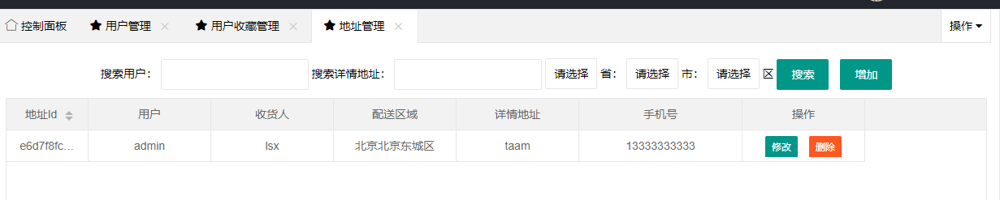 控制面板 用户管理 用户收藏管理 地址管理 操作
搜索用户： 搜索详情地址： 请选择 省： 请选择 市： 请选择 区 搜索 增加
地址Id 用户 收货人 配送区域 详情地址 手机号 操作
e6d7f8fc... admin lsx 北京北京东城区 taam 13333333333 修改 删除